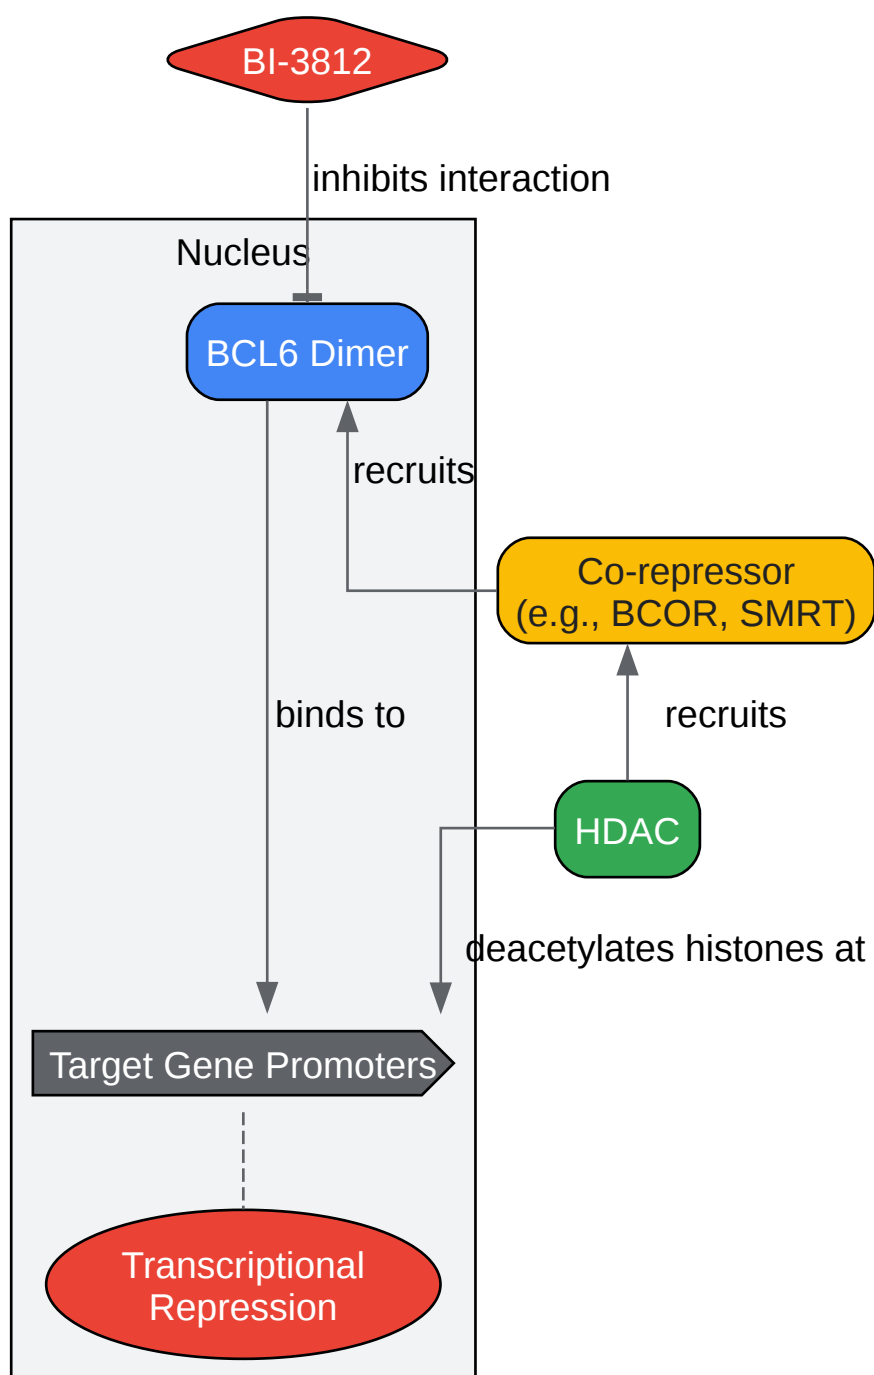 BI-3812
inhibits interaction
Nucleus
BCL6 Dimer
recruits
Co-repressor
(e.g., BCOR, SMRT)
binds to
recruits
HDAC
deacetylates histones at
Target Gene Promoters
Transcriptional
Repression